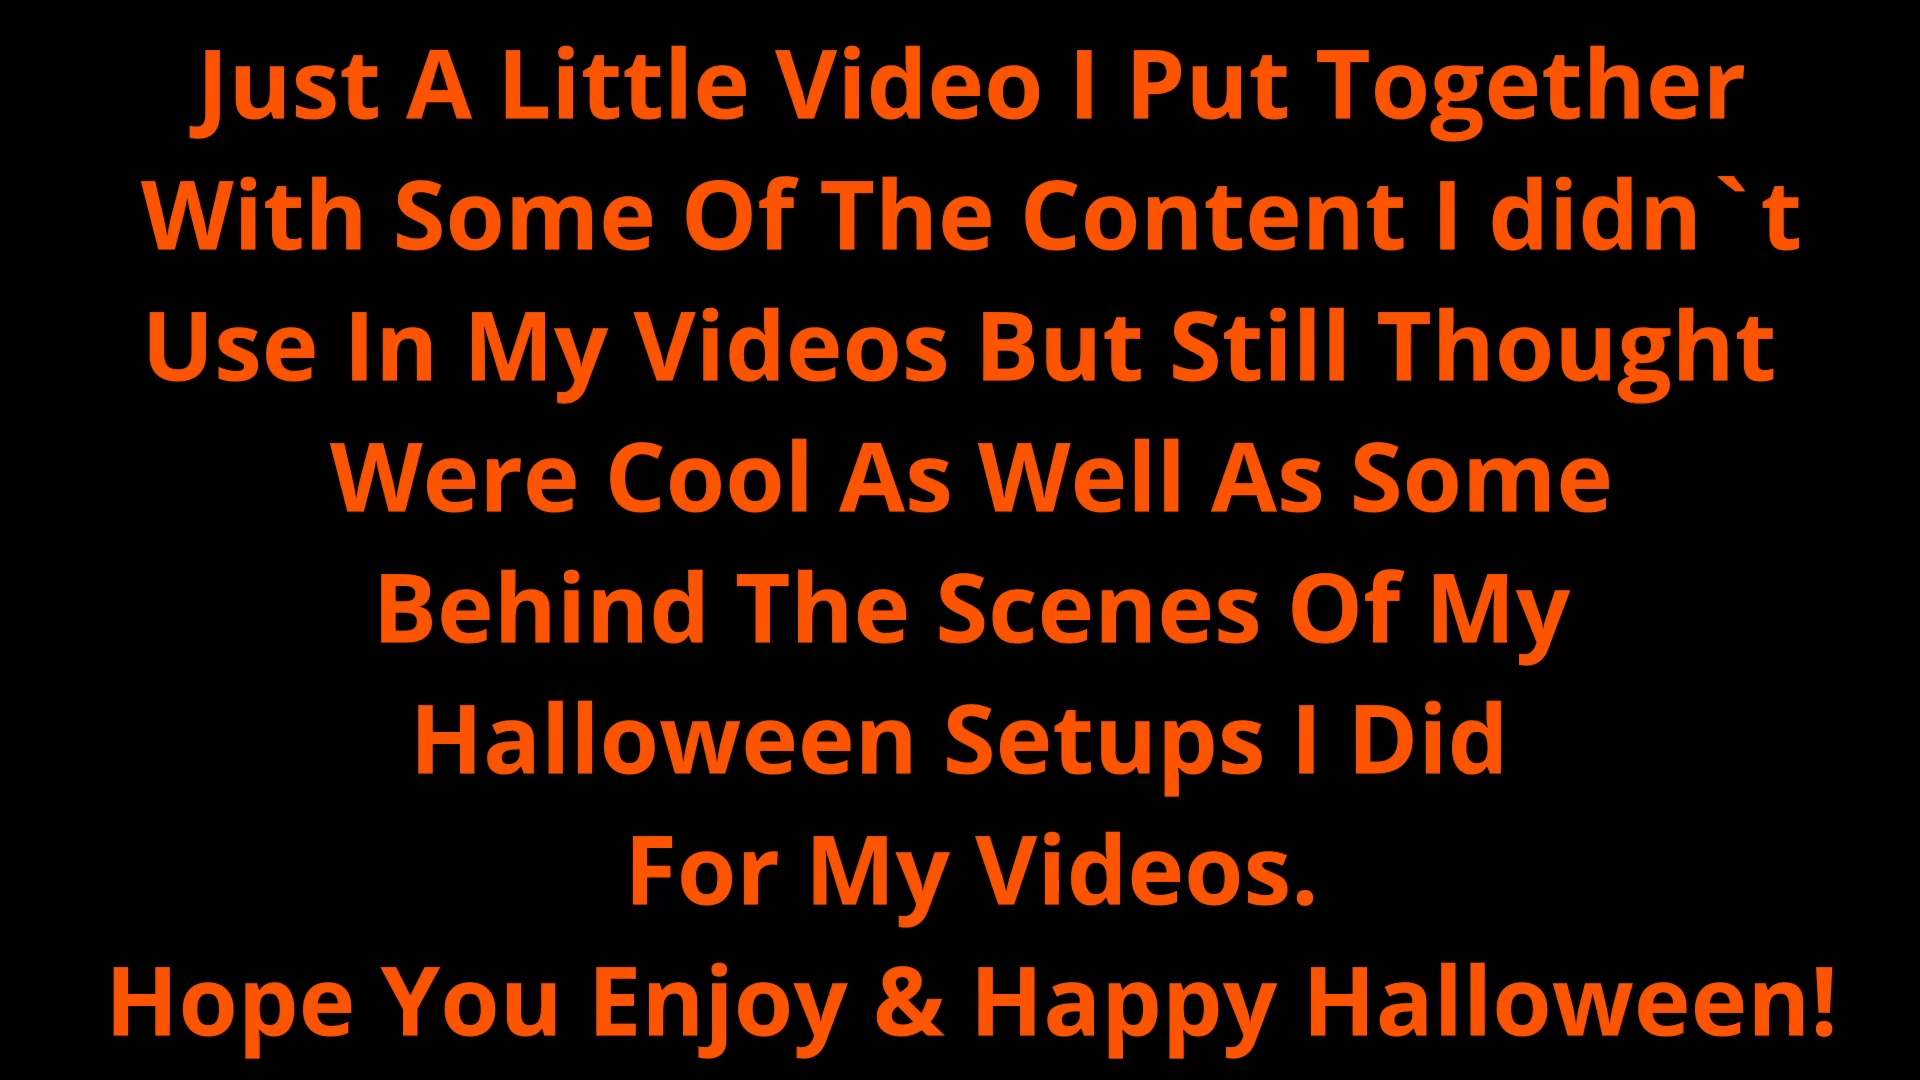 Just A Little Video I Put Together
With Some Of The Content I didn`t
Use In My Videos But Still Thought
Were Cool As Well As Some
Behind The Scenes Of My
Halloween Setups I Did
For My Videos.
Hope You Enjoy & Happy Halloween!